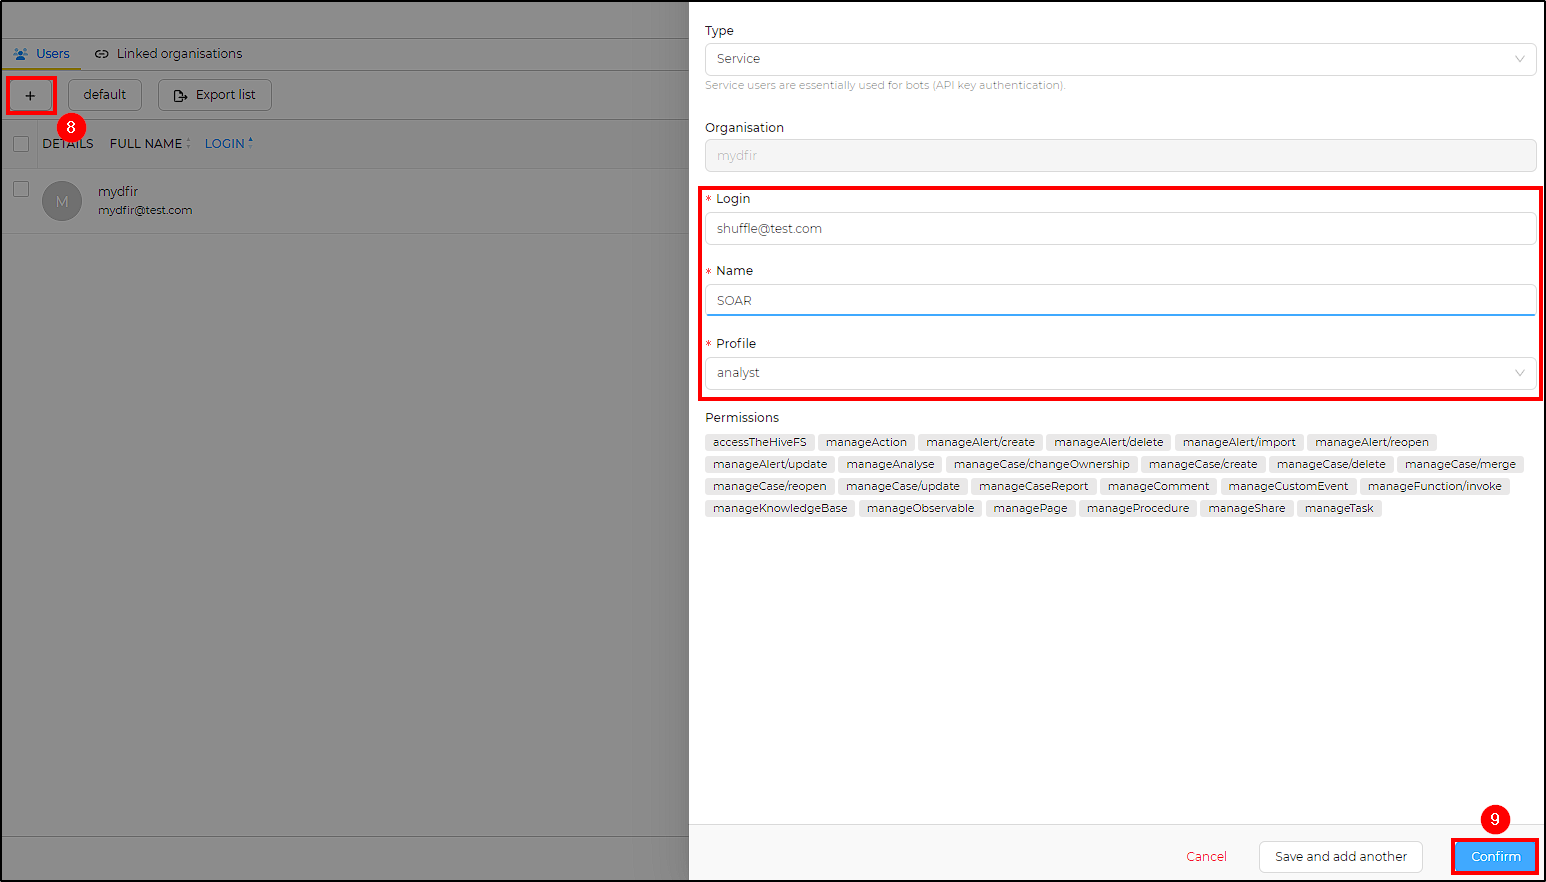 Users
Linked organisations
+
default
Export list
8
DETAILS
FULL NAME
LOGIN
M
mydfir
mydfir@test.com
Type
Service
Service users are essentially used for bots (API key authentication).
Organisation
mydfir
* Login
shuffle@test.com
* Name
SOAR
* Profile
analyst
Permissions
accessTheHiveFS manageAction manageAlert/create manageAlert/delete manageAlert/import manageAlert/reopen
manageAlert/update manageAnalyse manageCase/changeOwnership manageCase/create manageCase/delete manageCase/merge
manageCase/reopen manageCase/update manageCaseReport manageComment manageCustomEvent manageFunction/invoke
manageKnowledgeBase manageObservable managePage manageProcedure manageShare manageTask
9
Cancel
Save and add another
Confirm